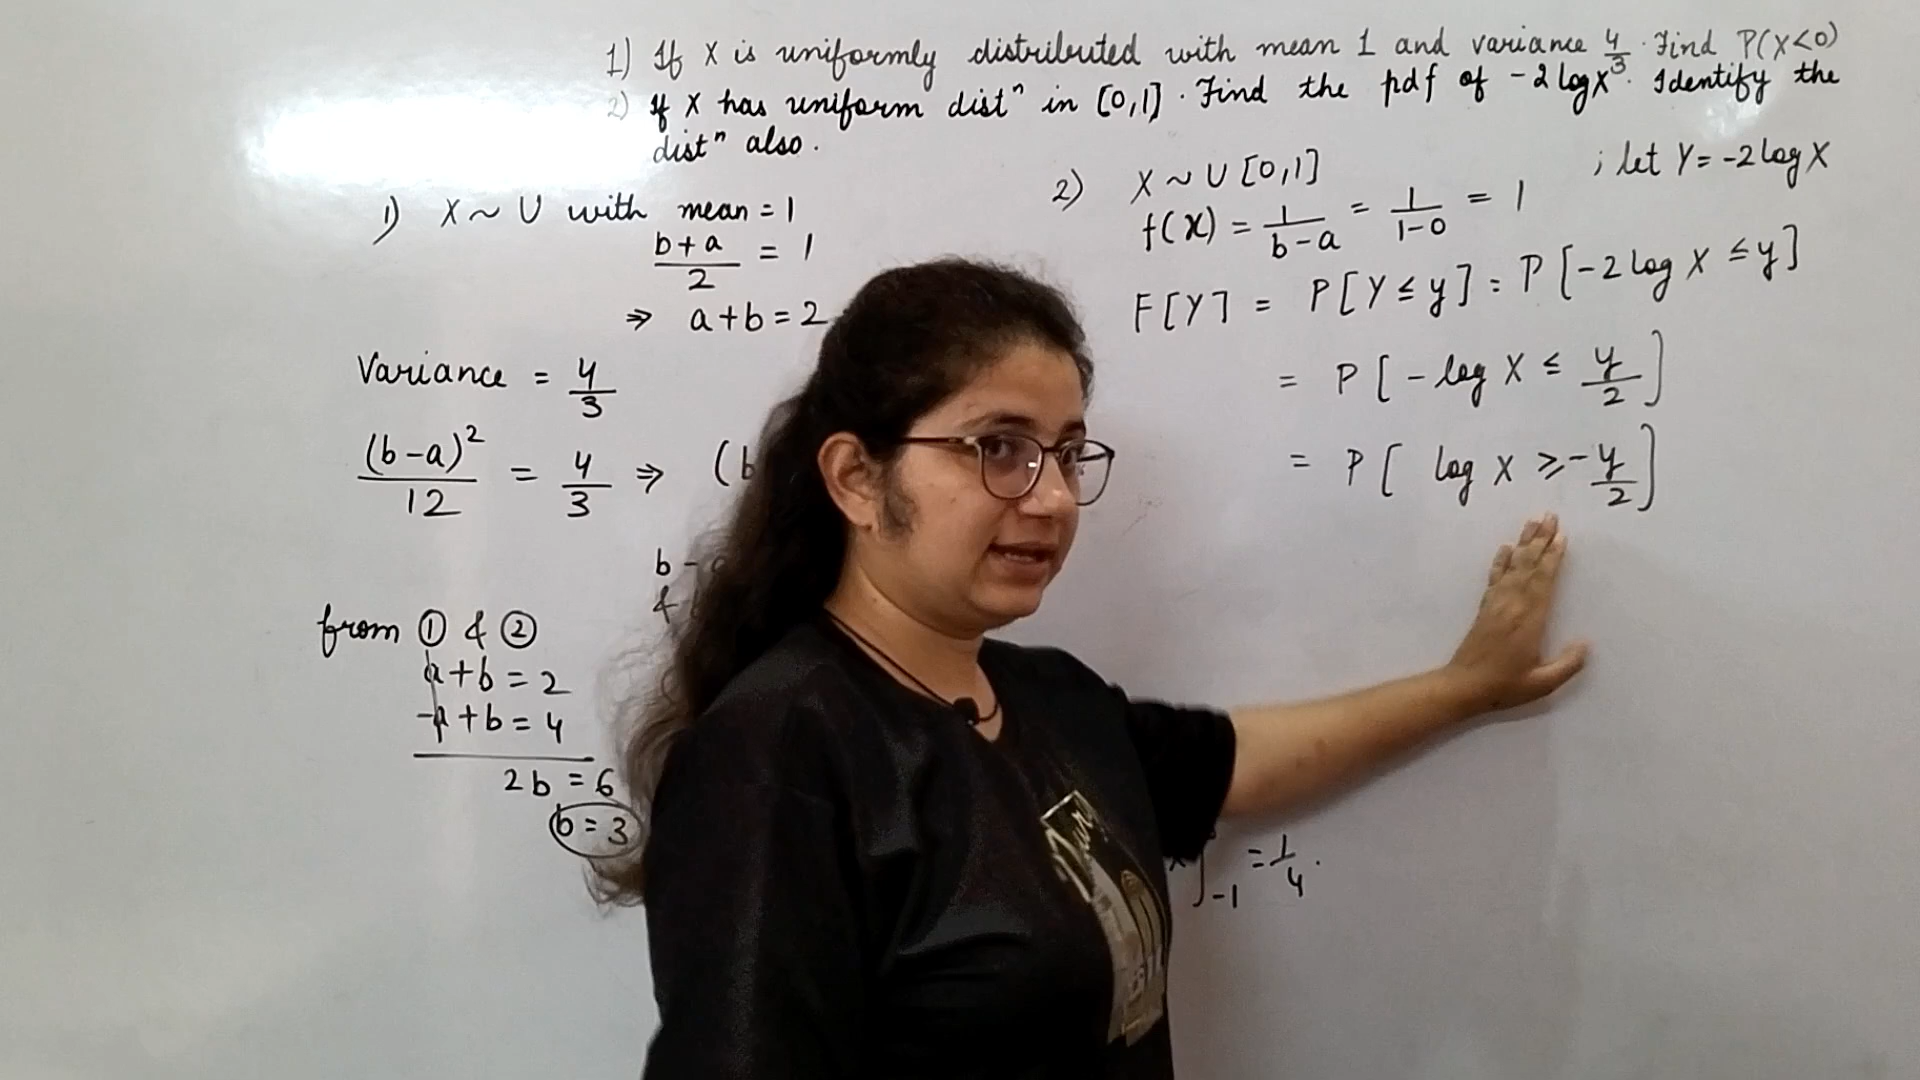 1) If X is uniformly distributed with mean 1 and variance 4/3. Find P(X<0)
2) If X has uniform distⁿ in [0,1]. Find the pdf of -2 log X. Identify the
distⁿ also.
1) X ~ U with mean = 1
(b+a)/2 = 1
⇒ a+b = 2
Variance = 4/3
(b-a)²/12 = 4/3 ⇒ (b
b -
from ① & ②
a+b = 2
-a+b = 4
2b = 6
b = 3
2) X ~ U [0,1] ; let Y = -2 log X
f(x) = 1/(b-a) = 1/(1-0) = 1
F[Y] = P[Y ≤ y] = P[-2 log X ≤ y]
= P[-log X ≤ y/2]
= P[log X ≥ -y/2]
]₋₁ = 1/4.